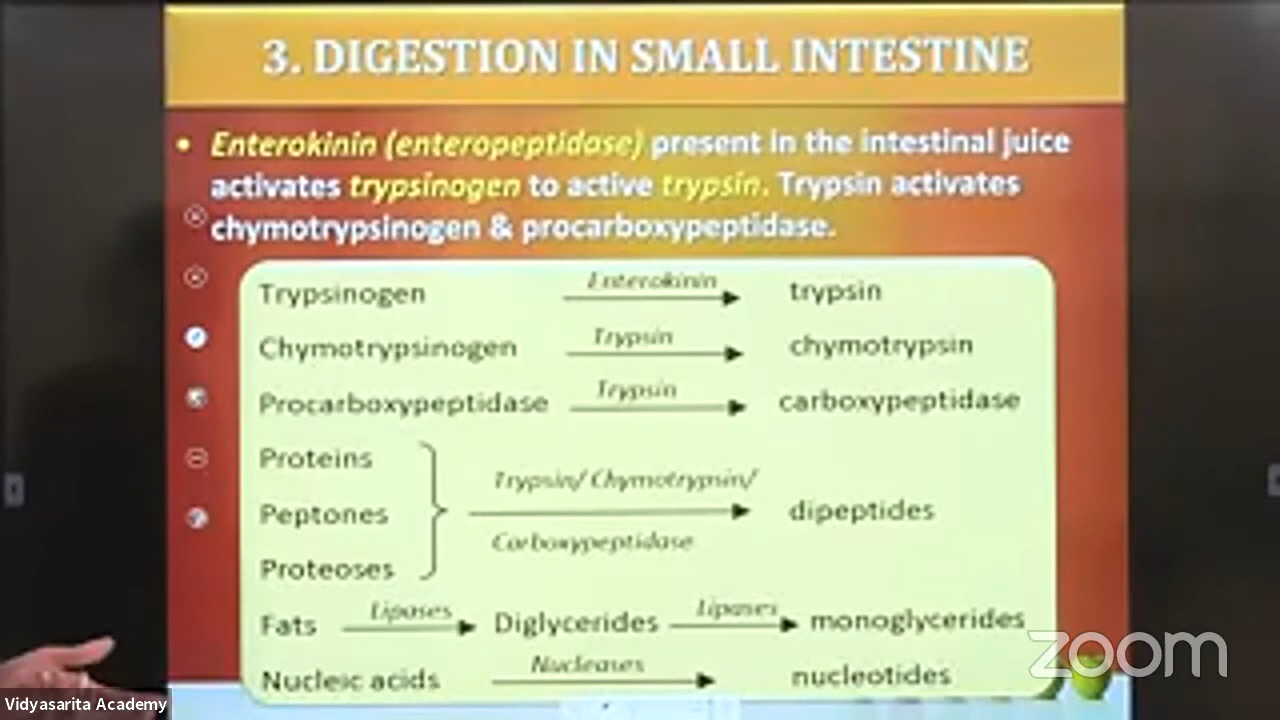 3. DIGESTION IN SMALL INTESTINE
• Enterokinin (enteropeptidase) present in the intestinal juice
activates trypsinogen to active trypsin. Trypsin activates
chymotrypsinogen & procarboxypeptidase.
Trypsinogen Enterokinin trypsin
Chymotrypsinogen Trypsin chymotrypsin
Procarboxypeptidase Trypsin carboxypeptidase
Proteins
Peptones
Proteoses
Trypsin/ Chymotrypsin/
Carboxypeptidase
dipeptides
Fats Lipases Diglycerides Lipases monoglycerides
Nucleic acids Nucleases nucleotides
zoom
Vidyasarita Academy